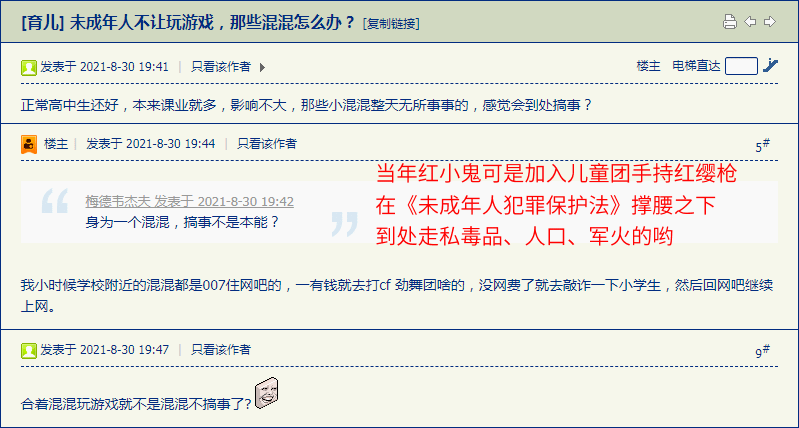 [育儿] 未成年人不让玩游戏，那些混混怎么办？ [复制链接]
发表于 2021-8-30 19:41 | 只看该作者
楼主 电梯直达
正常高中生还好，本来课业就多，影响不大，那些小混混整天无所事事的，感觉会到处搞事？
楼主 | 发表于 2021-8-30 19:44 | 只看该作者
5#
当年红小鬼可是加入儿童团手持红缨枪
在《未成年人犯罪保护法》撑腰之下
到处走私毒品、人口、军火的哟
梅德韦杰夫 发表于 2021-8-30 19:42
身为一个混混，搞事不是本能？
我小时候学校附近的混混都是007住网吧的，一有钱就去打cf 劲舞团啥的，没网费了就去敲诈一下小学生，然后回网吧继续
上网。
发表于 2021-8-30 19:47 | 只看该作者
9#
合着混混玩游戏就不是混混不搞事了?